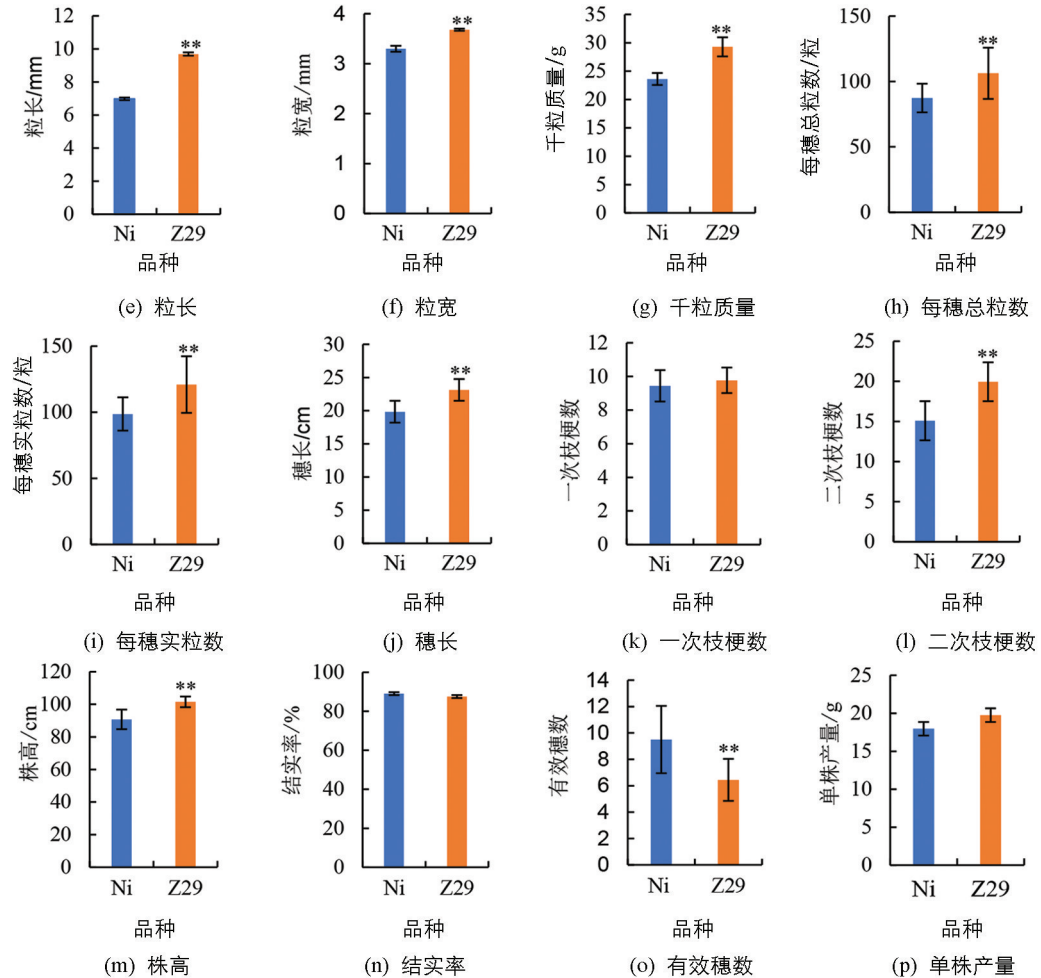 12
10
8
6
4
2
0
粒长/mm
**
Ni Z29
品种
(e) 粒长
4
3
2
1
0
粒宽/mm
**
Ni Z29
品种
(f) 粒宽
35
30
25
20
15
10
5
0
千粒质量/g
**
Ni Z29
品种
(g) 千粒质量
150
100
50
0
每穗总粒数/粒
**
Ni Z29
品种
(h) 每穗总粒数
150
100
50
0
每穗实粒数/粒
**
Ni Z29
品种
(i) 每穗实粒数
30
25
20
15
10
5
0
穗长/cm
**
Ni Z29
品种
(j) 穗长
12
10
8
6
4
2
0
一次枝梗数
Ni Z29
品种
(k) 一次枝梗数
25
20
15
10
5
0
二次枝梗数
**
Ni Z29
品种
(l) 二次枝梗数
120
100
80
60
40
20
0
株高/cm
**
Ni Z29
品种
(m) 株高
100
80
60
40
20
0
结实率/%
Ni Z29
品种
(n) 结实率
14
12
10
8
6
4
2
0
有效穗数
**
Ni Z29
品种
(o) 有效穗数
25
20
15
10
5
0
单株产量/g
Ni Z29
品种
(p) 单株产量